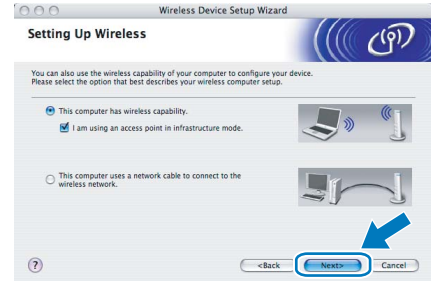 Wireless Device Setup Wizard
Setting Up Wireless
You can also use the wireless capability of your computer to configure your device.
Please select the option that best describes your wireless computer setup.
This computer has wireless capability.
I am using an access point in infrastructure mode.
This computer uses a network cable to connect to the
wireless network.
?
<Back
Next>
Cancel